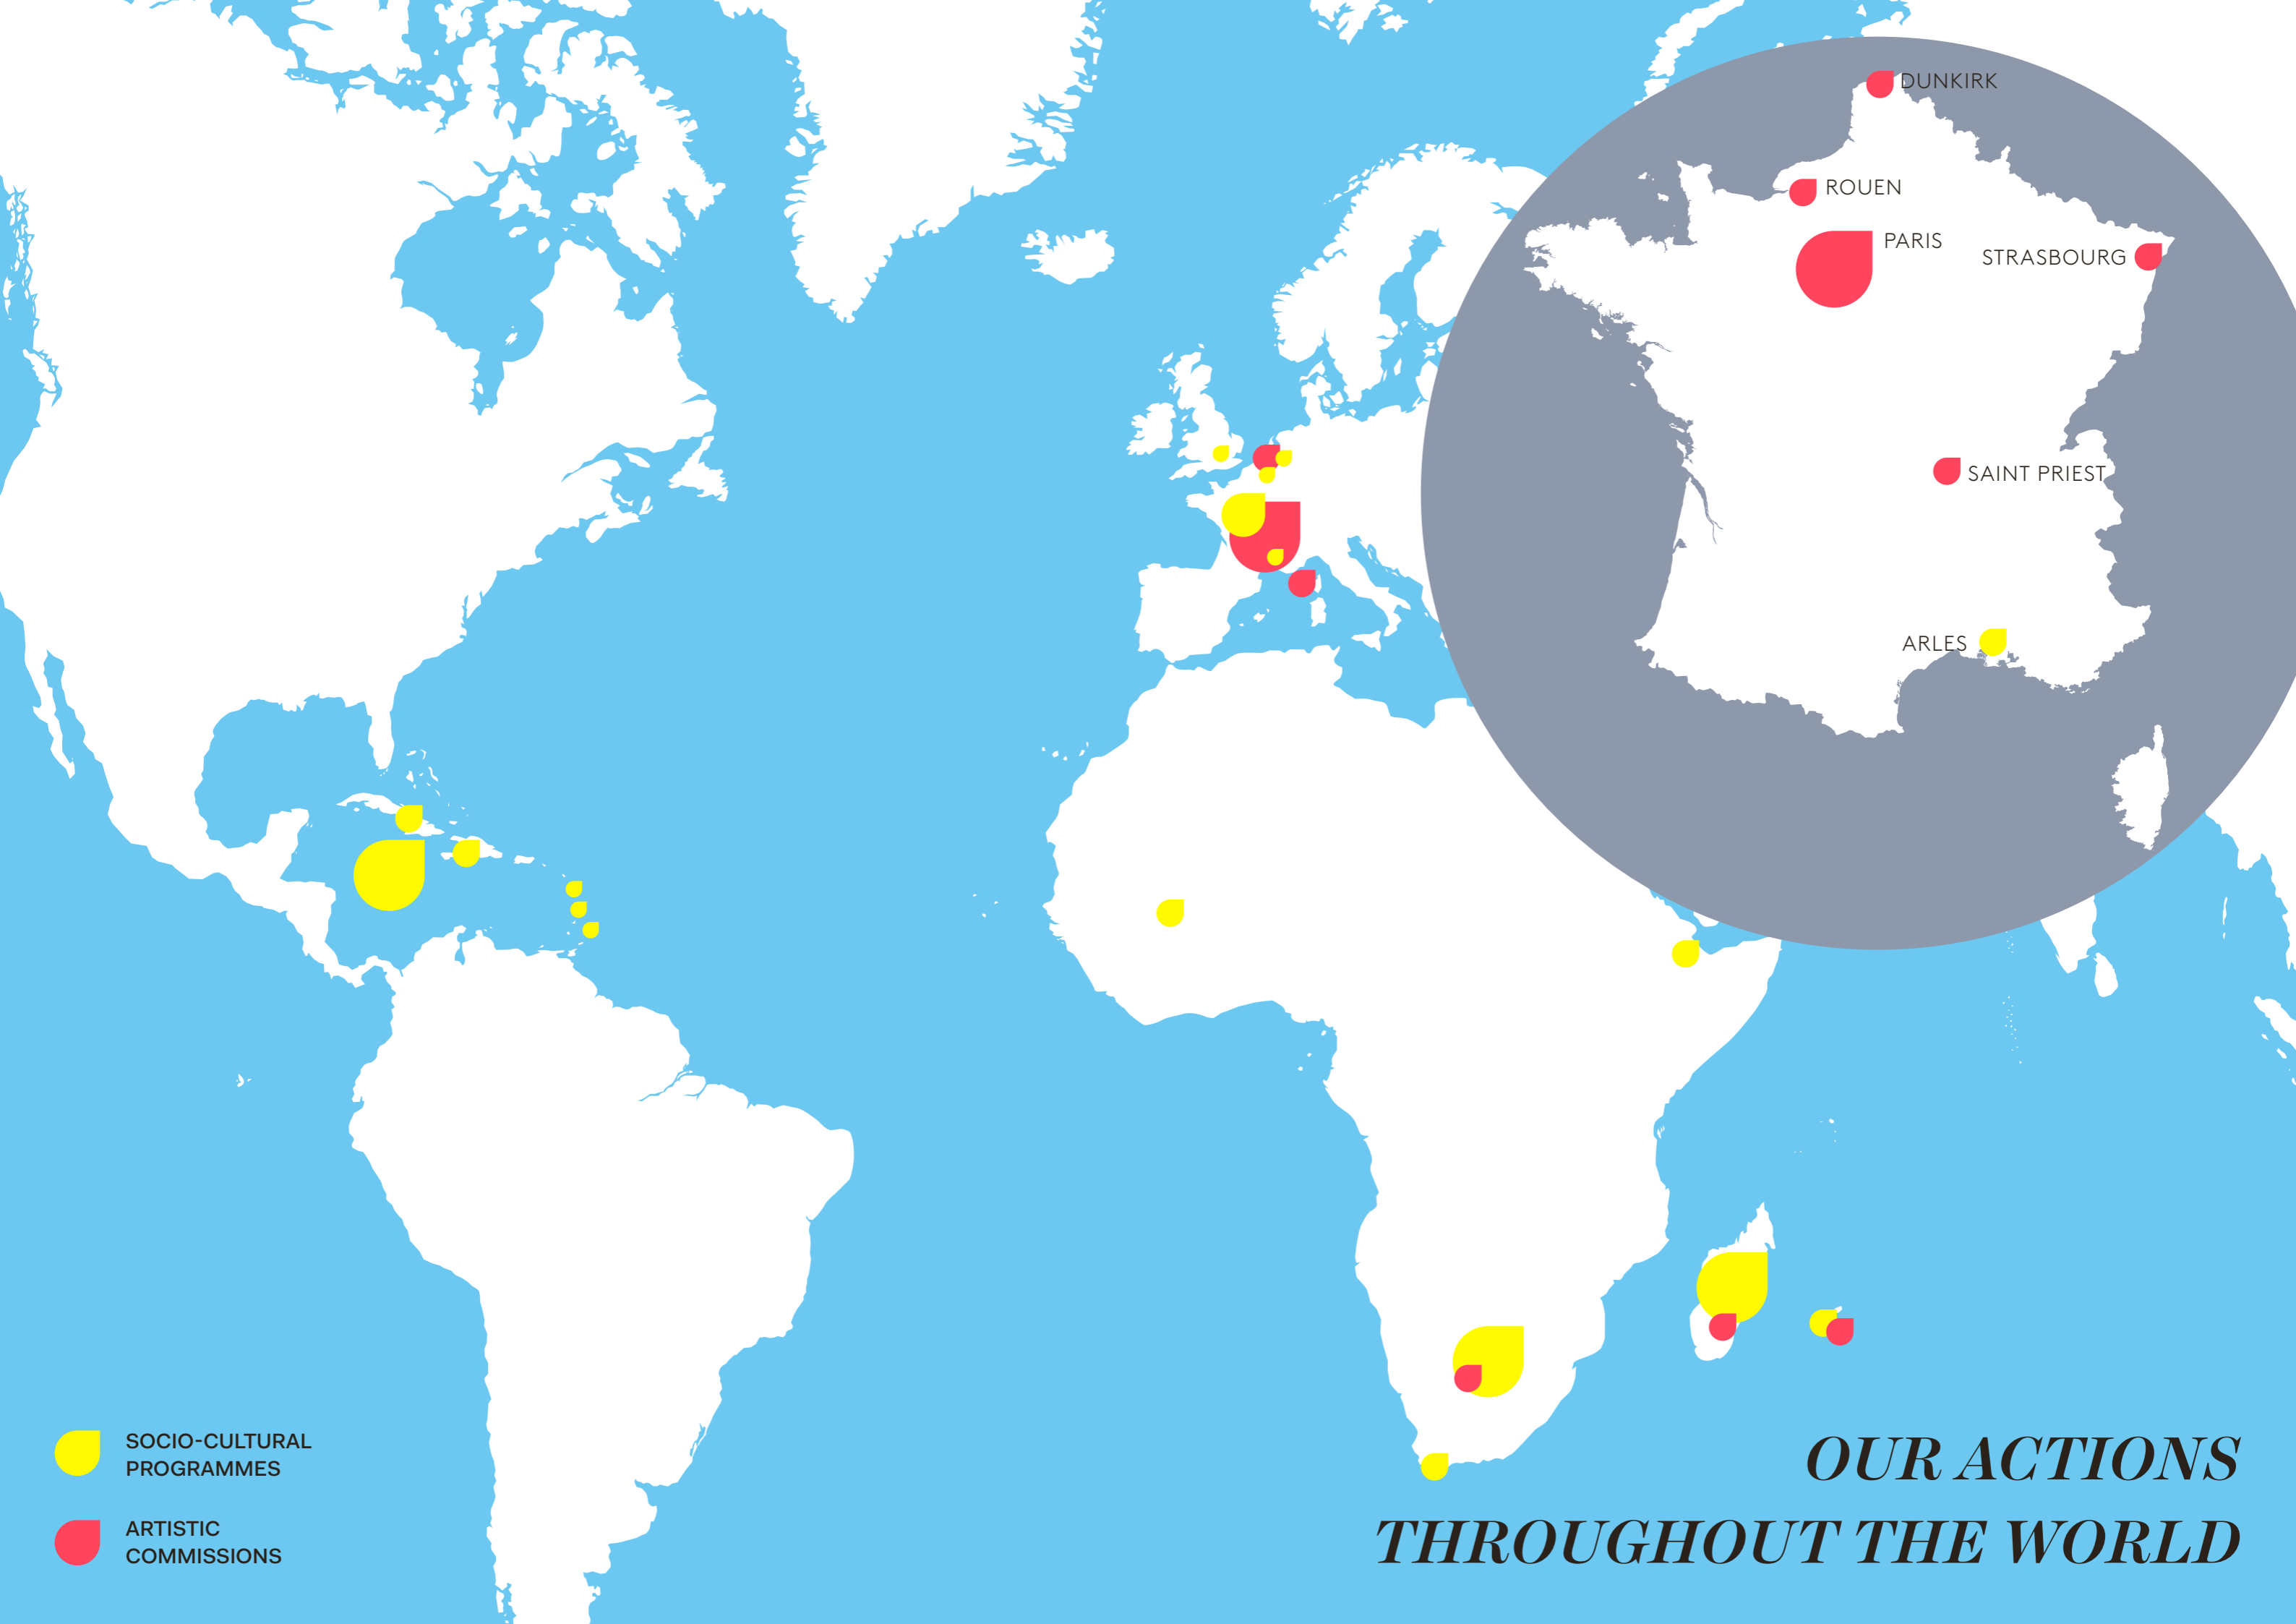 DUNKIRK
ROUEN
PARIS
STRASBOURG
SAINT PRIEST
ARLES
SOCIO-CULTURAL
PROGRAMMES
ARTISTIC
COMMISSIONS
OUR ACTIONS
THROUGHOUT THE WORLD